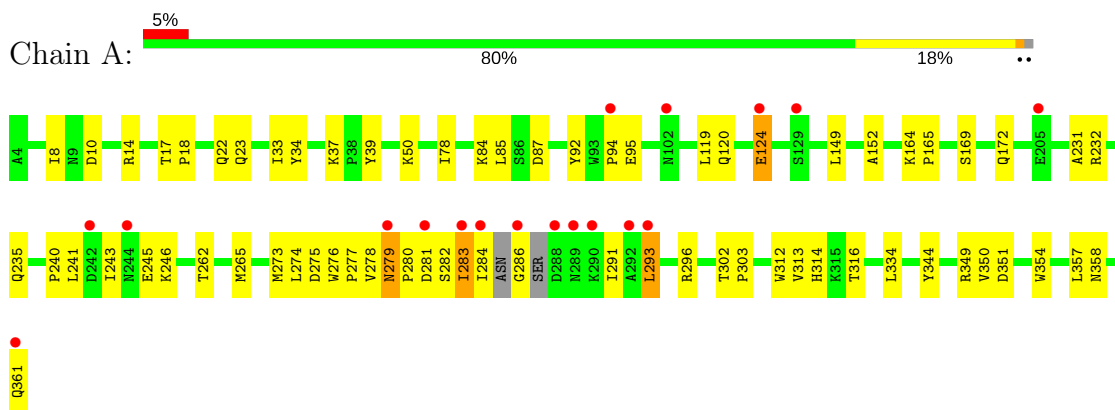 5%
Chain A:
80% 18% ••
A4 I8 N9 D10 R14 T17 P18 Q22 Q23 I33 Y34 K37 P38 Y39 K50 I78 K84 L85 S86 D87 Y92 W93 P94 E95 N102 L119 Q120 E124 S129 L149 A152 K164 P165 S169 Q172 E205 A231 R232
Q235 P240 L241 D242 I243 N244 E245 K246 T262 M265 M273 L274 D275 W276 P277 V278 N279 P280 D281 S282 I283 I284 ASN G286 SER D288 N289 K290 I291 A292 L293 R296 T302 P303 W312 V313 H314 K315 T316 L334 Y344 R349 V350 D351 W354 L357 N358
Q361